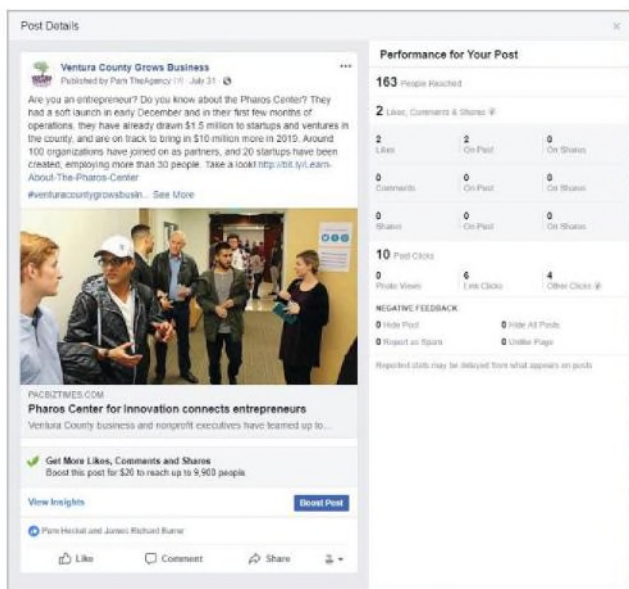 Post Details
Ventura County Grows Business
Published by Pam TheAgency · July 31 ·
Are you an entrepreneur? Do you know about the Pharos Center? They
had a soft launch in early December and in their first few months of
operations, they have already drawn $1.5 million to startups and ventures in
the county, and are on track to bring in $10 million more in 2019. Around
100 organizations have joined on as partners, and 20 startups have been
created, employing more than 30 people. Take a look! http://bit.ly/Learn-
About-The-Pharos-Center
#venturacountygrowsbusin... See More
PACBIZTIMES.COM
Pharos Center for Innovation connects entrepreneurs
Ventura County business and nonprofit executives have teamed up to...
Get More Likes, Comments and Shares
Boost this post for $20 to reach up to 9,900 people.
View Insights
Boost Post
and James Richard
Like Comment Share
Performance for Your Post
163 People Reached
2 Likes, Comments & Shares
2 2 0
Likes On Post On Shares
0 0 0
Comments On Post On Shares
0 0 0
Shares On Post On Shares
10 Post Clicks
0 6 4
Photo Views Link Clicks Other Clicks
NEGATIVE FEEDBACK
0 Hide Post 0 Hide All Posts
0 Report as Spam 0 Unlike Page
Reported stats may be delayed from what appears on posts